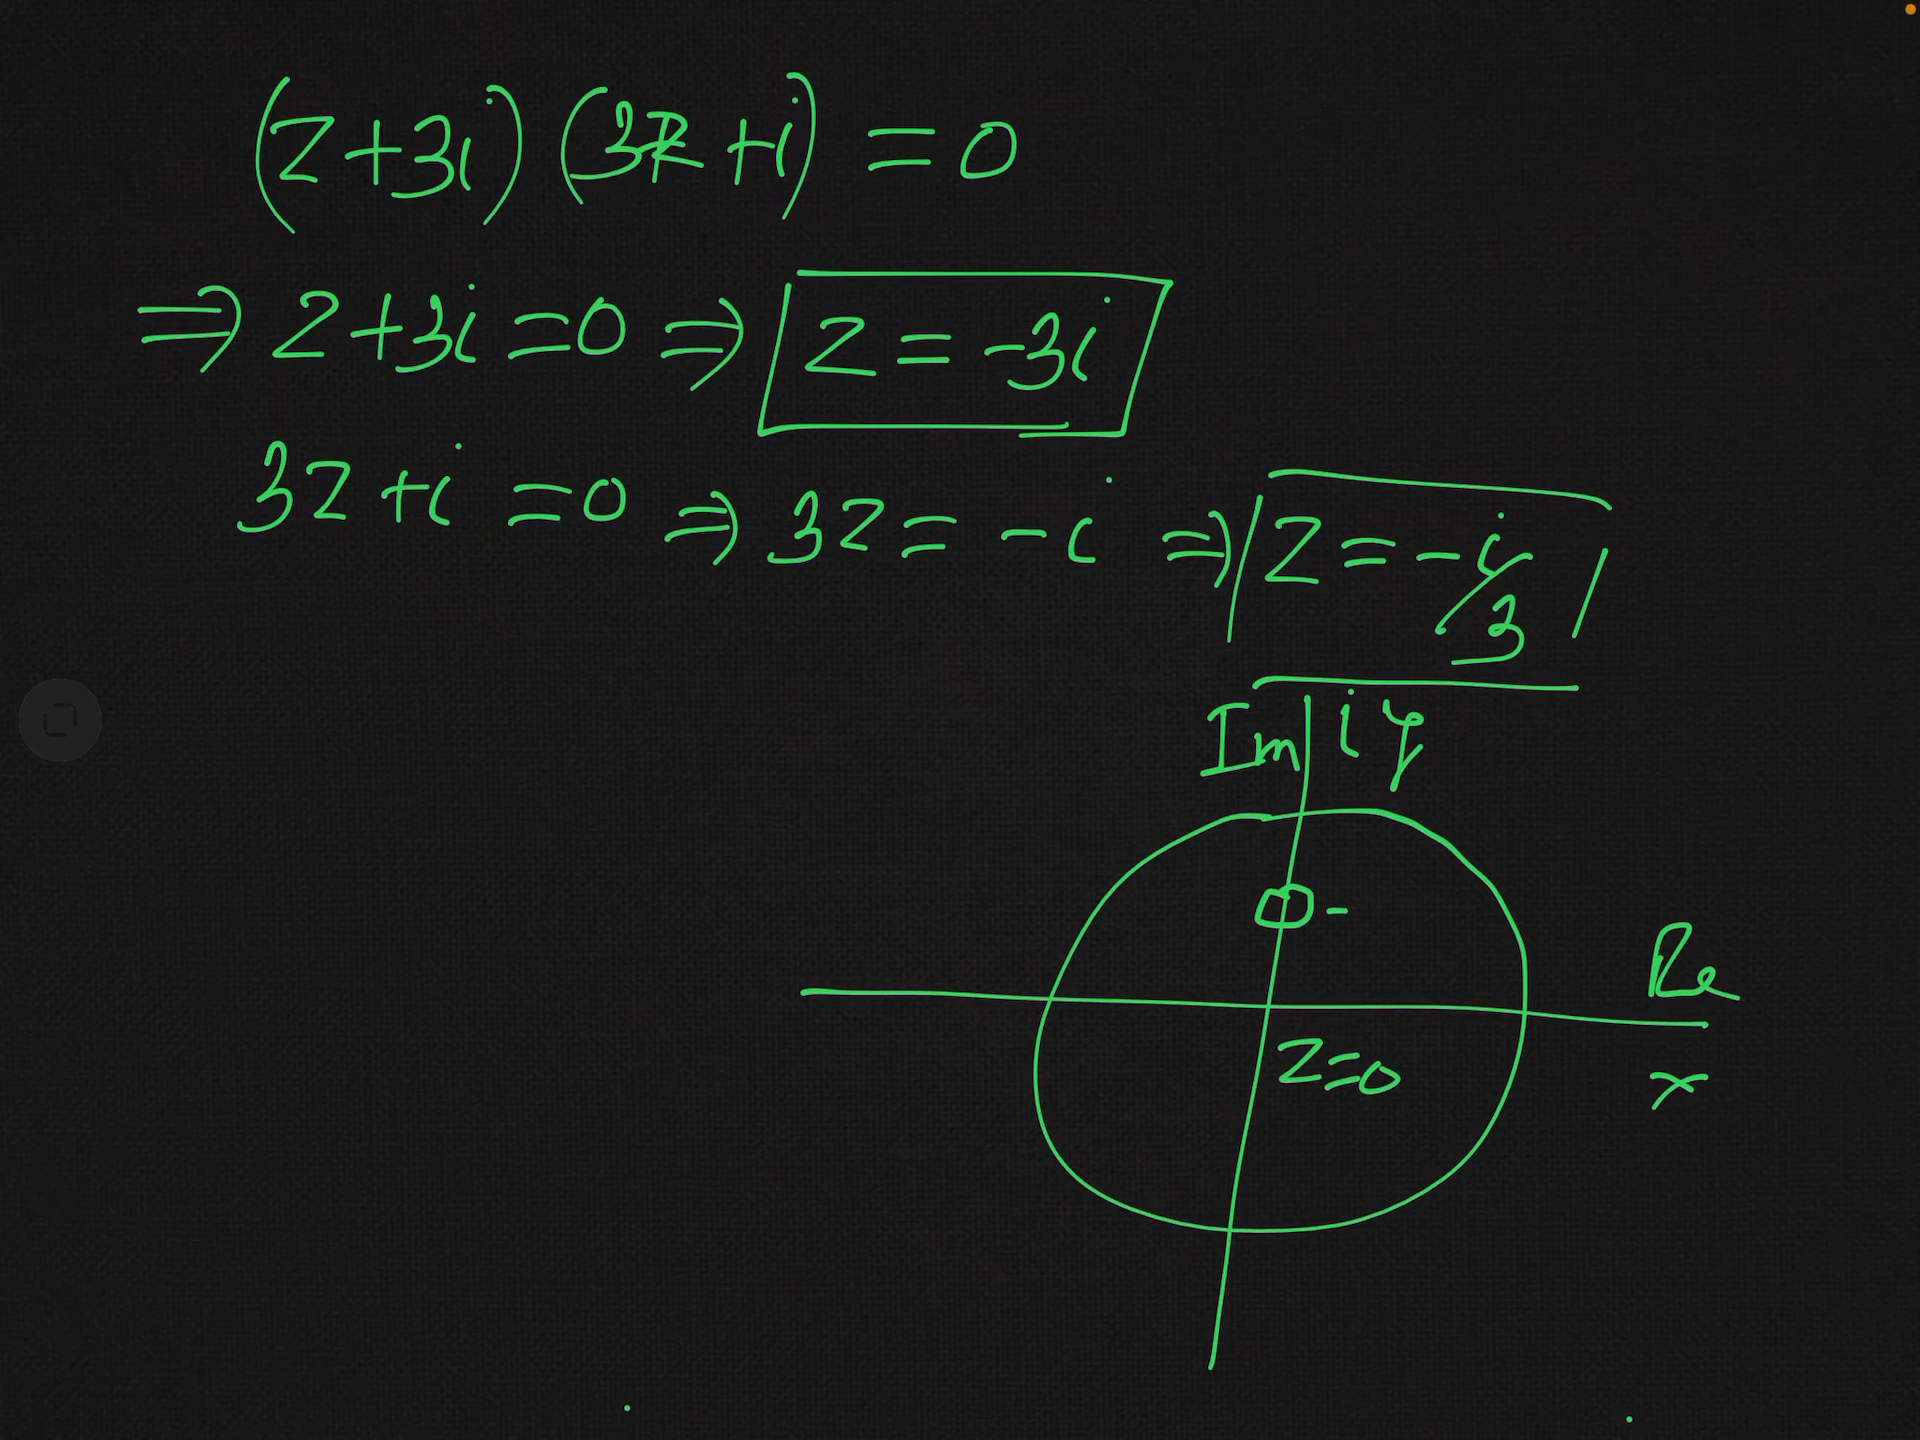 (z+3i) (3z+i) = 0
⇒ z+3i = 0 ⇒ z = -3i
3z+i = 0 ⇒ 3z = -i ⇒ z = -i/3
Im iy
Re
z=0
x